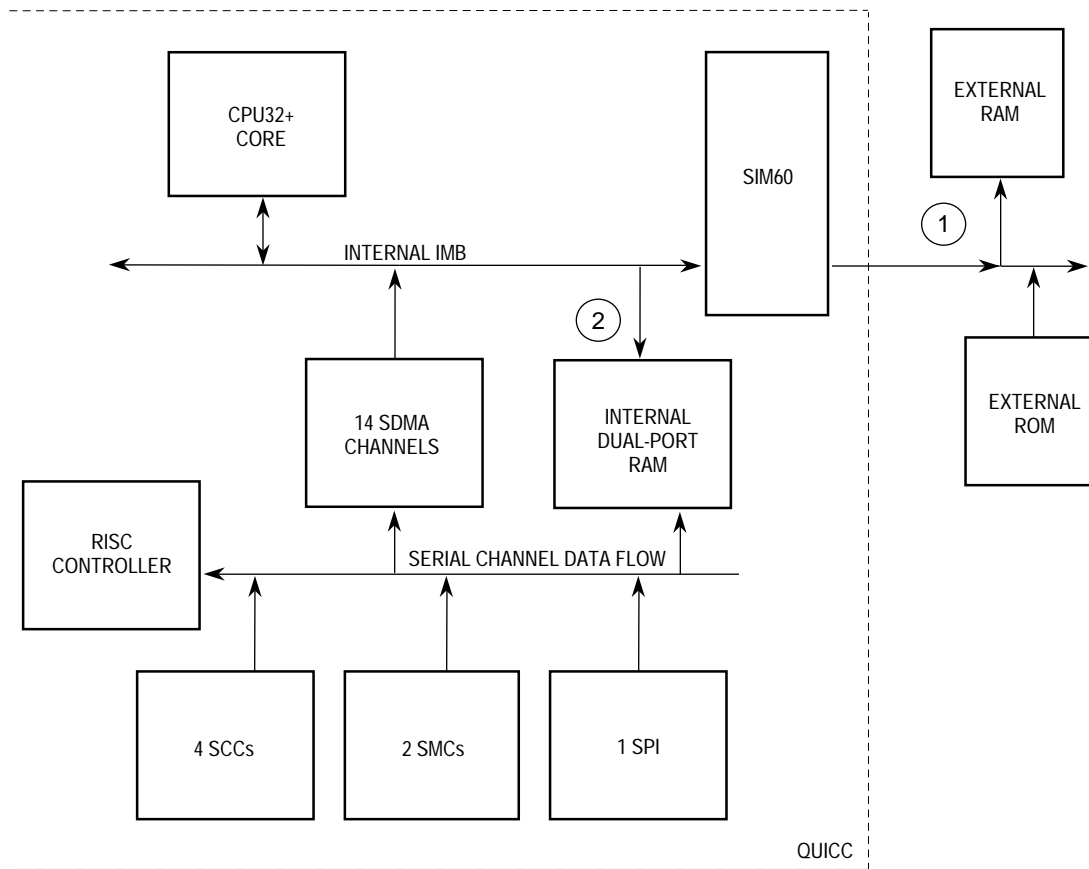 EXTERNAL
RAM
CPU32+
CORE
SIM60
1
INTERNAL IMB
2
14 SDMA
CHANNELS
INTERNAL
DUAL-PORT
RAM
EXTERNAL
ROM
RISC
CONTROLLER
SERIAL CHANNEL DATA FLOW
4 SCCs
2 SMCs
1 SPI
QUICC